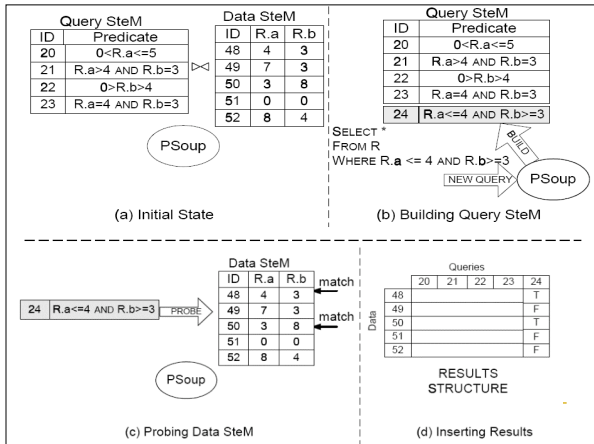 Query SteM
ID Predicate
20 0<R.a<=5
21 R.a>4 AND R.b=3
22 0>R.b>4
23 R.a=4 AND R.b=3
Data SteM
ID R.a R.b
48 4 3
49 7 3
50 3 8
51 0 0
52 8 4
PSoup
(a) Initial State
Query SteM
ID Predicate
20 0<R.a<=5
21 R.a>4 AND R.b=3
22 0>R.b>4
23 R.a=4 AND R.b=3
24 R.a<=4 AND R.b>=3
SELECT *
FROM R
WHERE R.a <= 4 AND R.b>=3
BUILD
NEW QUERY
PSoup
(b) Building Query SteM
24 R.a<=4 AND R.b>=3
PROBE
Data SteM
ID R.a R.b
48 4 3
49 7 3
50 3 8
51 0 0
52 8 4
match
match
PSoup
(c) Probing Data SteM
Queries
20 21 22 23 24
Data
48 T
49 F
50 T
51 F
52 F
RESULTS
STRUCTURE
(d) Inserting Results